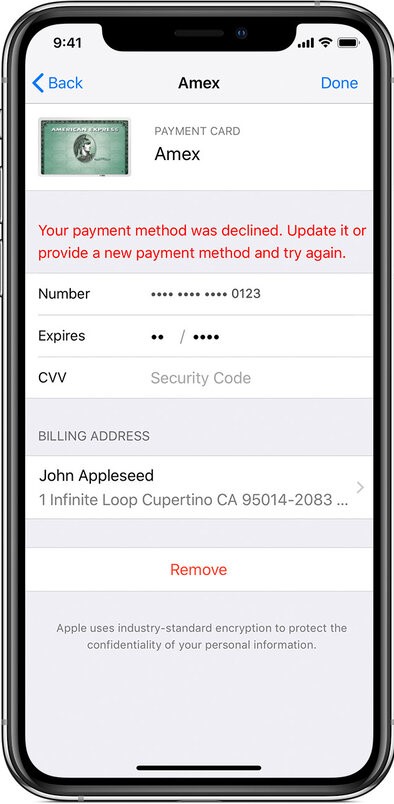 9:41
Back
Amex
Done
AMERICAN EXPRESS
PAYMENT CARD
Amex
Your payment method was declined. Update it or
provide a new payment method and try again.
Number •••• •••• •••• 0123
Expires •• / ••••
CVV Security Code
BILLING ADDRESS
John Appleseed
1 Infinite Loop Cupertino CA 95014-2083 ...
Remove
Apple uses industry-standard encryption to protect the
confidentiality of your personal information.